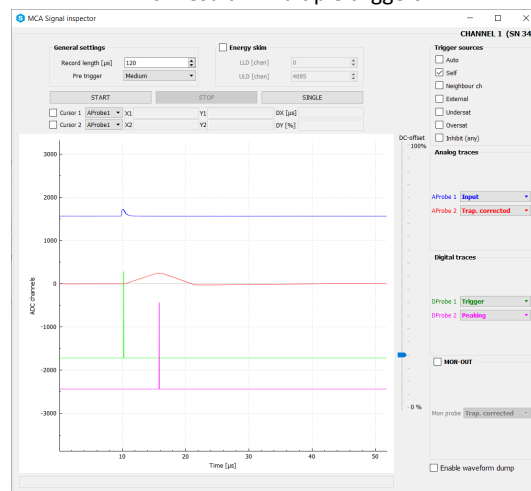 MCA Signal inspector
CHANNEL 1 (SN 34
General settings
Record length [µs] 120
Pre trigger Medium
Energy skim
LLD [chan] 0
ULD [chan] 4095
Trigger sources
Auto
Self
Neighbour ch
External
Undersat
Oversat
Inhibit (any)
START STOP SINGLE
Cursor 1 AProbe1 X1 Y1 DX [µs]
Cursor 2 AProbe1 X2 Y2 DY [%]
DC-offset
100%
0 %
3000
2000
1000
0
-1000
-2000
-3000
ADC channels
10 20 30 40 50
Time [µs]
Analog traces
AProbe 1 Input
AProbe 2 Trap. corrected
Digital traces
DProbe 1 Trigger
DProbe 2 Peaking
MON-OUT
Mon probe Trap. corrected
Enable waveform dump